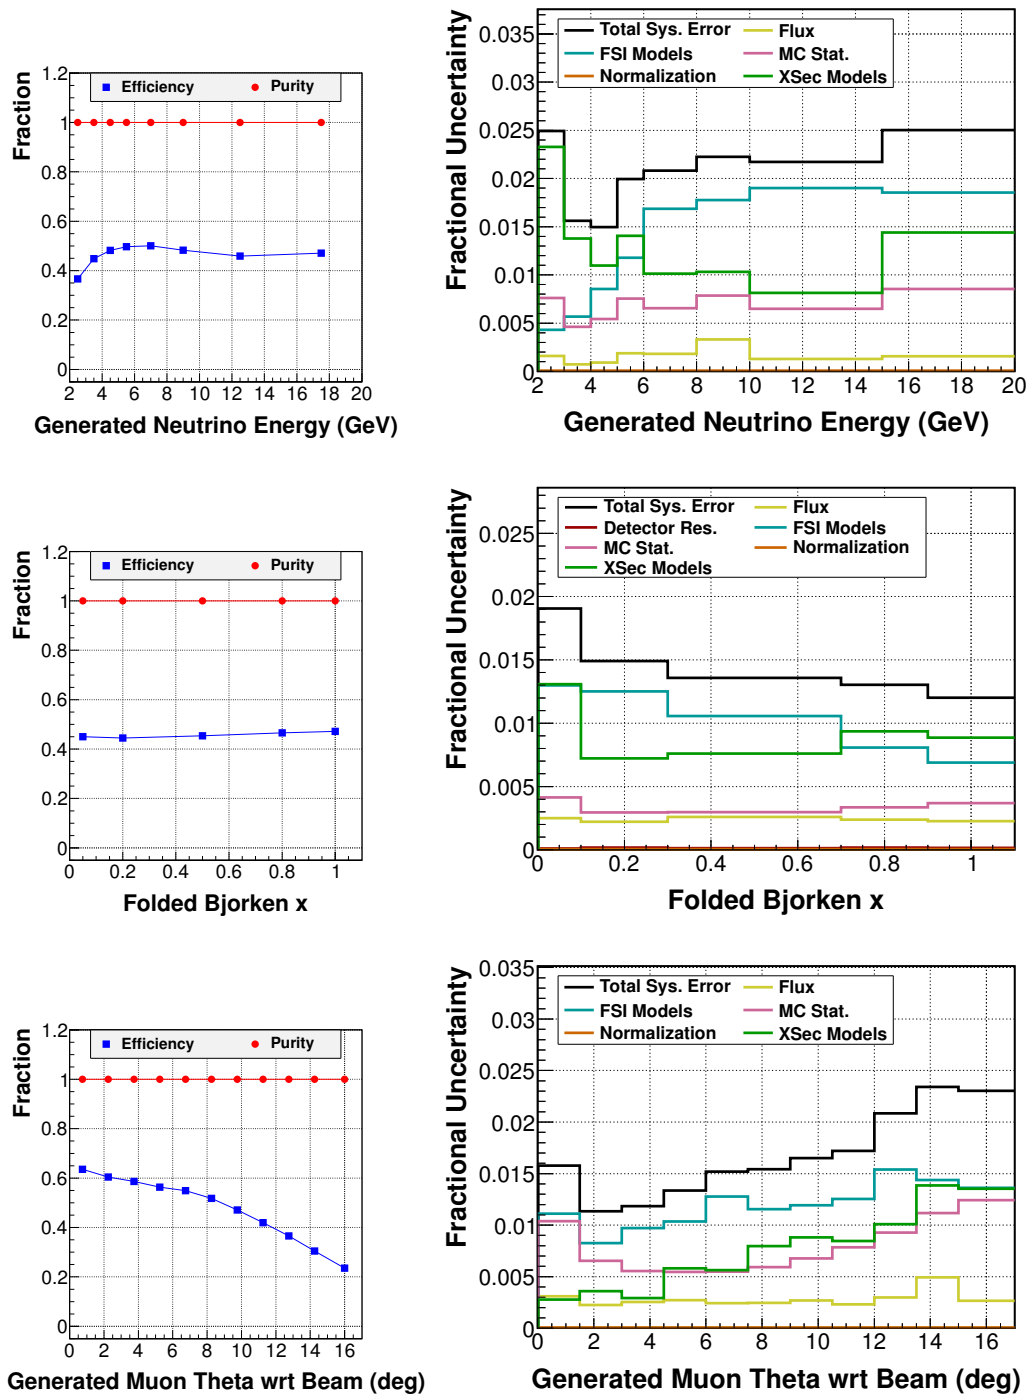 Fraction
Efficiency
Purity
1.2
1
0.8
0.6
0.4
0.2
0
2 4 6 8 10 12 14 16 18 20
Generated Neutrino Energy (GeV)
Fractional Uncertainty
Total Sys. Error
Flux
FSI Models
MC Stat.
Normalization
XSec Models
0.035
0.03
0.025
0.02
0.015
0.01
0.005
0
2 4 6 8 10 12 14 16 18 20
Generated Neutrino Energy (GeV)
Fraction
Efficiency
Purity
1.2
1
0.8
0.6
0.4
0.2
0
0 0.2 0.4 0.6 0.8 1
Folded Bjorken x
Fractional Uncertainty
Total Sys. Error
Flux
Detector Res.
FSI Models
MC Stat.
Normalization
XSec Models
0.025
0.02
0.015
0.01
0.005
0
0 0.2 0.4 0.6 0.8 1
Folded Bjorken x
Fraction
Efficiency
Purity
1.2
1
0.8
0.6
0.4
0.2
0
0 2 4 6 8 10 12 14 16
Generated Muon Theta wrt Beam (deg)
Fractional Uncertainty
Total Sys. Error
Flux
FSI Models
MC Stat.
Normalization
XSec Models
0.035
0.03
0.025
0.02
0.015
0.01
0.005
0
0 2 4 6 8 10 12 14 16
Generated Muon Theta wrt Beam (deg)